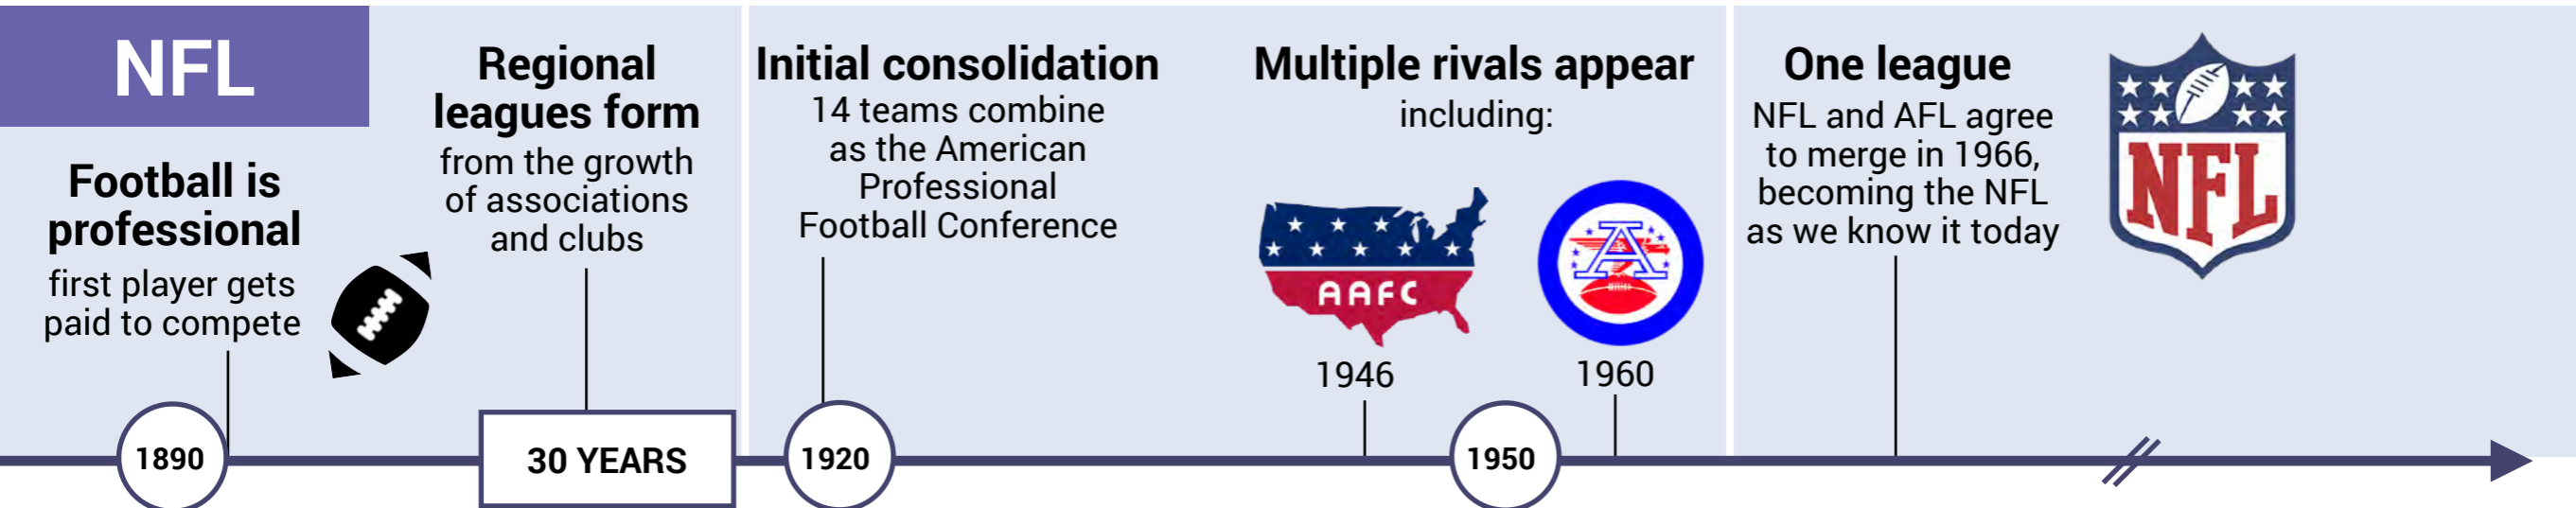 NFL
Football is
professional
first player gets
paid to compete
Regional
leagues form
from the growth
of associations
and clubs
Initial consolidation
14 teams combine
as the American
Professional
Football Conference
Multiple rivals appear
including:
AAFC
1946
A
1960
One league
NFL and AFL agree
to merge in 1966,
becoming the NFL
as we know it today
NFL
1890
30 YEARS
1920
1950